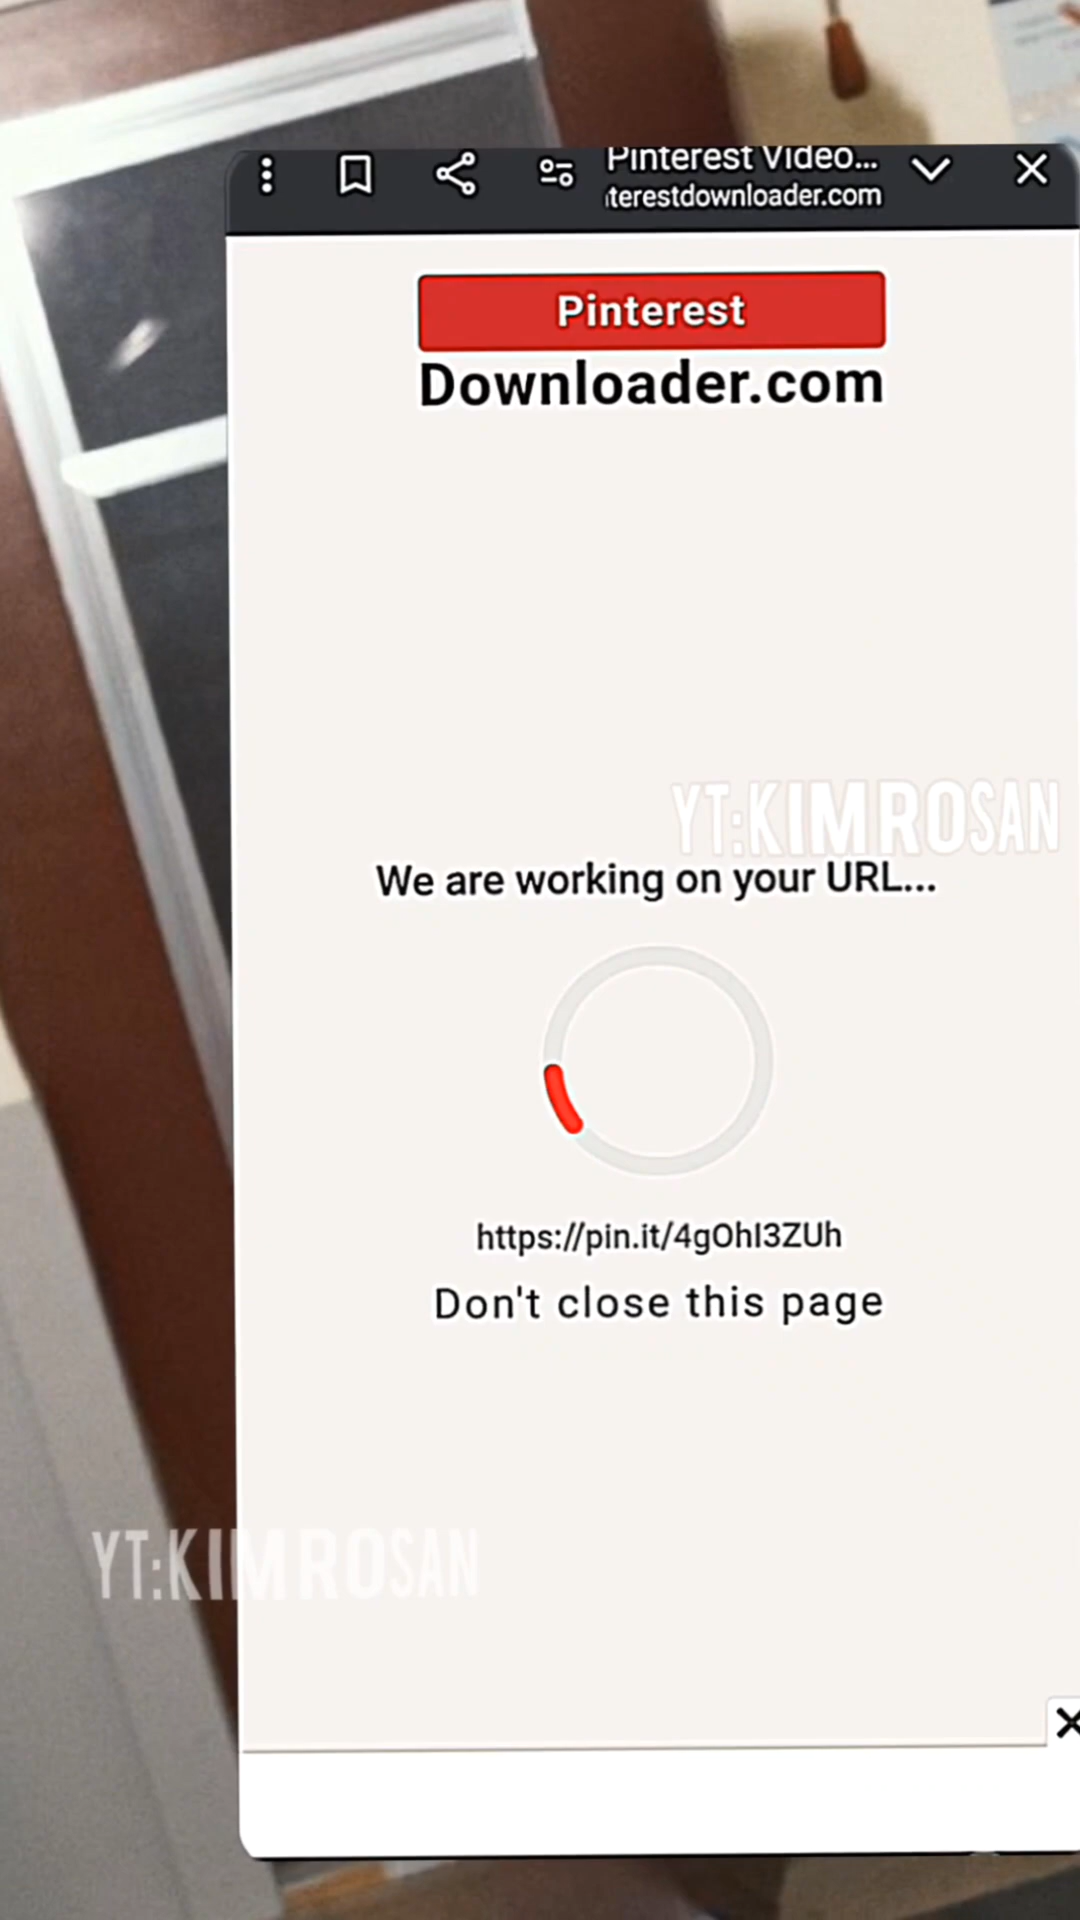 Pinterest Video...
terestdownloader.com
Pinterest
Downloader.com
YT:KIMROSAN
We are working on your URL...
https://pin.it/4gOhI3ZUh
Don't close this page
YT:KIMROSAN